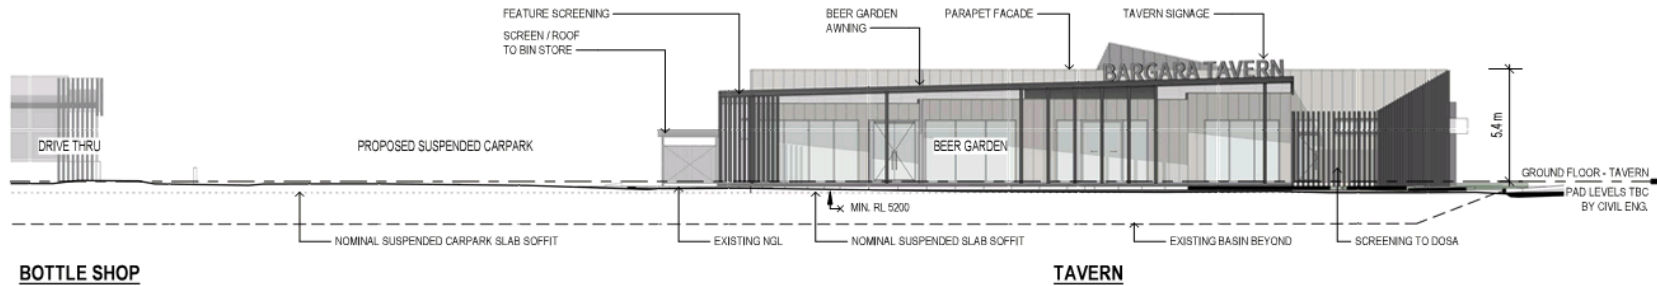 FEATURE SCREENING
BEER GARDEN
AWNING
PARAPET FACADE
TAVERN SIGNAGE
SCREEN / ROOF
TO BIN STORE
BARGARA TAVERN
5.4 m
DRIVE THRU
PROPOSED SUSPENDED CARPARK
BEER GARDEN
GROUND FLOOR - TAVERN
PAD LEVELS TBC
BY CIVIL ENG.
MIN. RL 5200
NOMINAL SUSPENDED CARPARK SLAB SOFFIT
EXISTING NGL
NOMINAL SUSPENDED SLAB SOFFIT
EXISTING BASIN BEYOND
SCREENING TO DOSA
BOTTLE SHOP
TAVERN